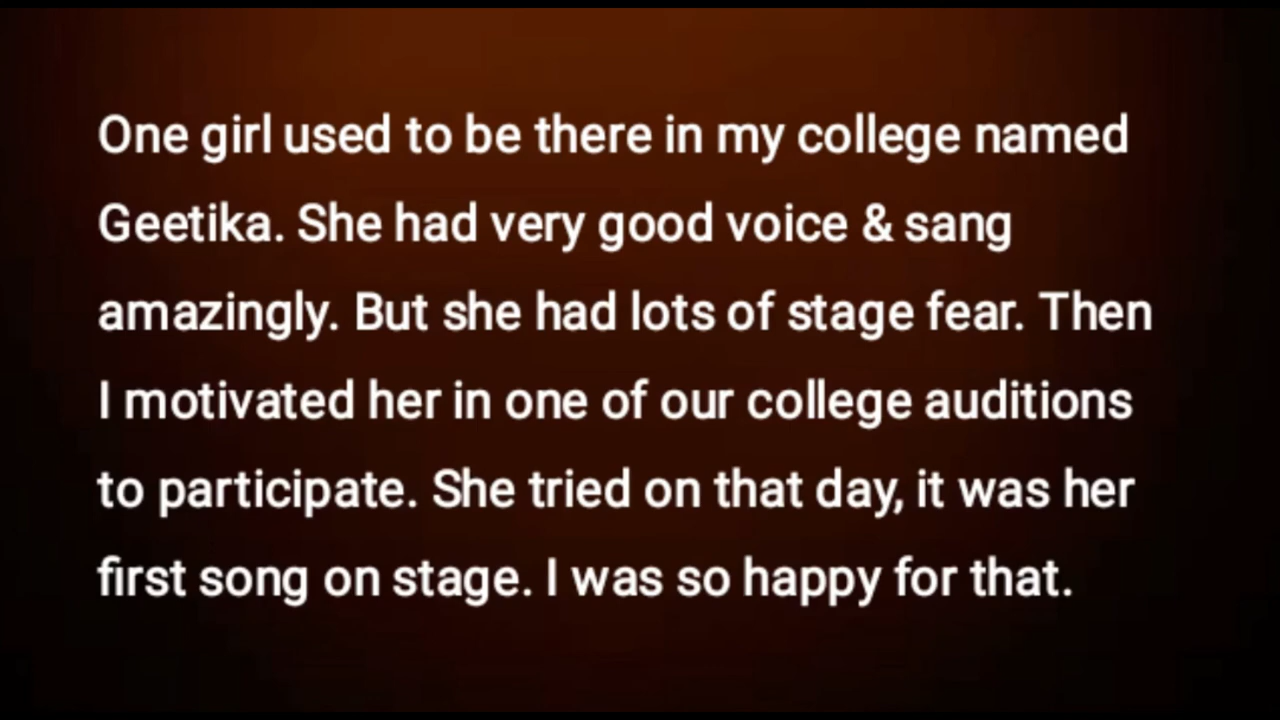 One girl used to be there in my college named
Geetika. She had very good voice & sang
amazingly. But she had lots of stage fear. Then
I motivated her in one of our college auditions
to participate. She tried on that day, it was her
first song on stage. I was so happy for that.